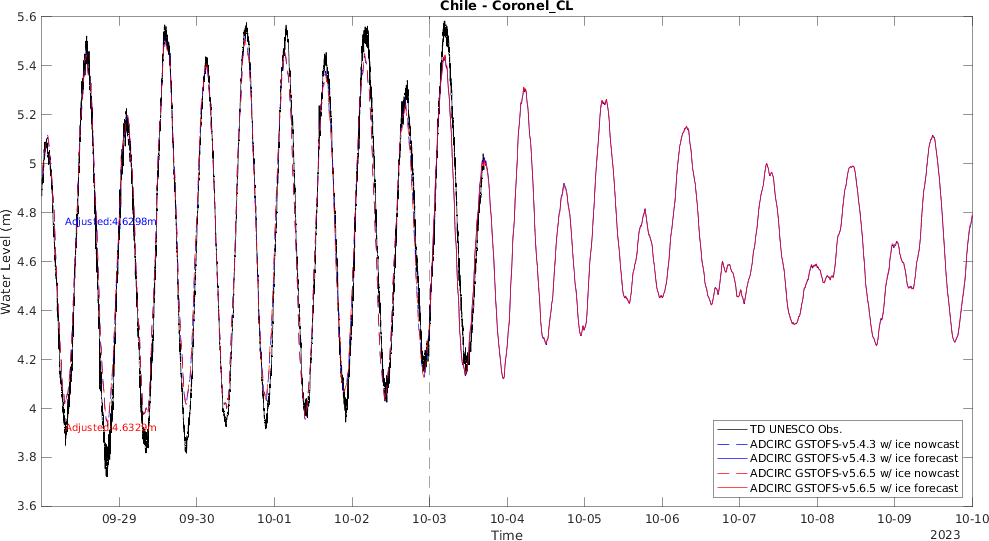 Chile - Coronel_CL
5.6
5.4
5.2
5
4.8
4.6
4.4
4.2
4
3.8
3.6
Water Level (m)
Adjusted:4.6298m
TD UNESCO Obs.
ADCIRC GSTOFS-v5.4.3 w/ ice nowcast
ADCIRC GSTOFS-v5.4.3 w/ ice forecast
ADCIRC GSTOFS-v5.6.5 w/ ice nowcast
ADCIRC GSTOFS-v5.6.5 w/ ice forecast
09-29 09-30 10-01 10-02 10-03 10-04 10-05 10-06 10-07 10-08 10-09 10-10
Time
2023